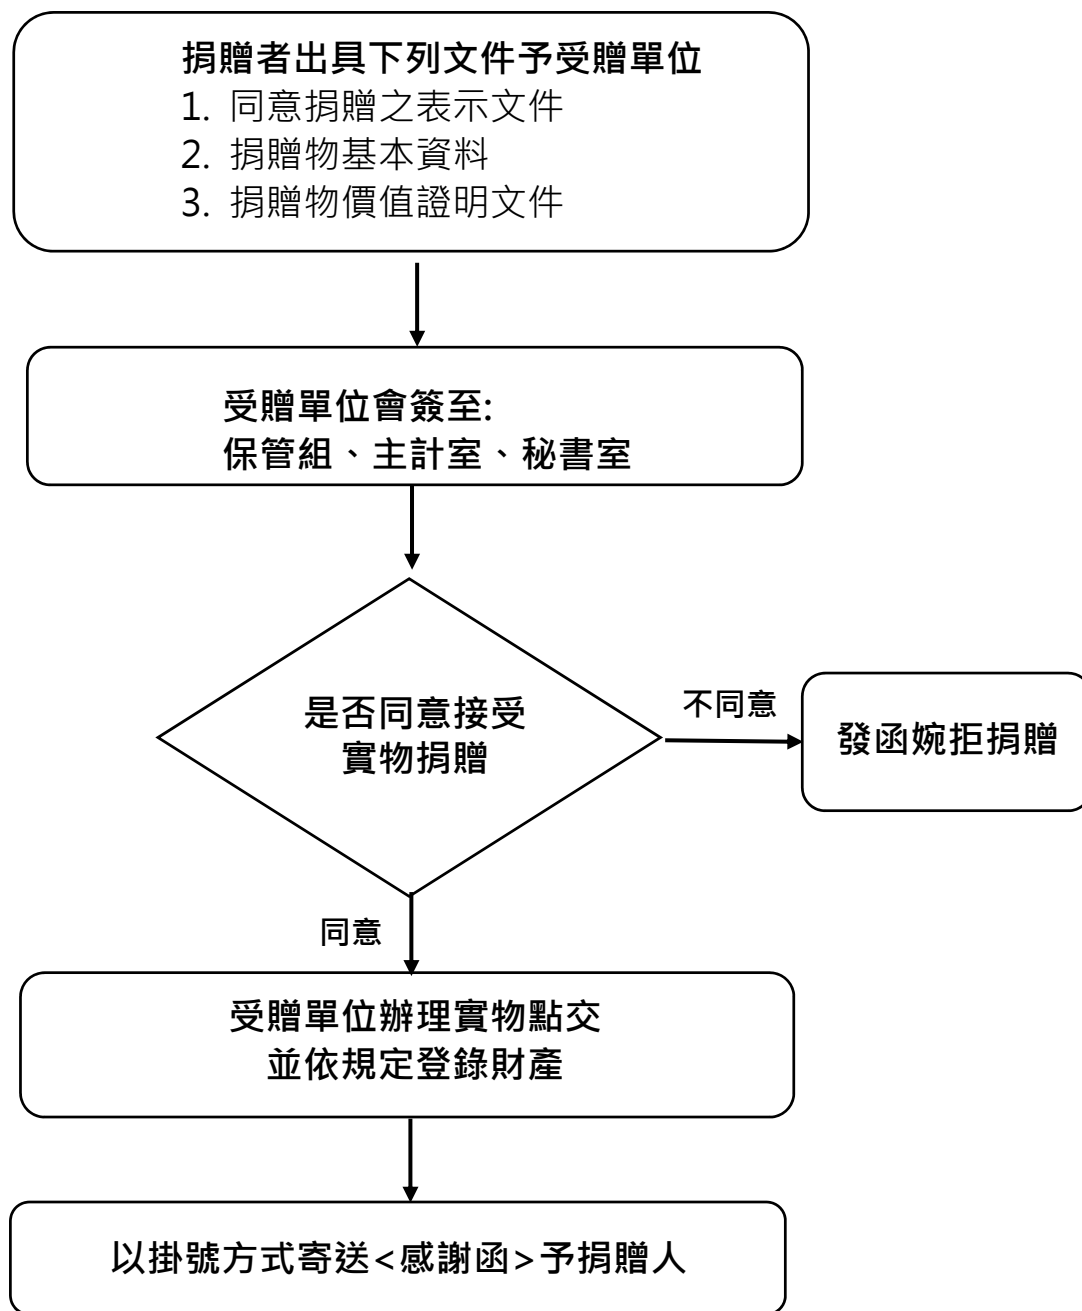 捐贈者出具下列文件予受贈單位
1. 同意捐贈之表示文件
2. 捐贈物基本資料
3. 捐贈物價值證明文件
受贈單位會簽至:
保管組、主計室、秘書室
是否同意接受
實物捐贈
不同意
發函婉拒捐贈
同意
受贈單位辦理實物點交
並依規定登錄財產
以掛號方式寄送<感謝函>予捐贈人